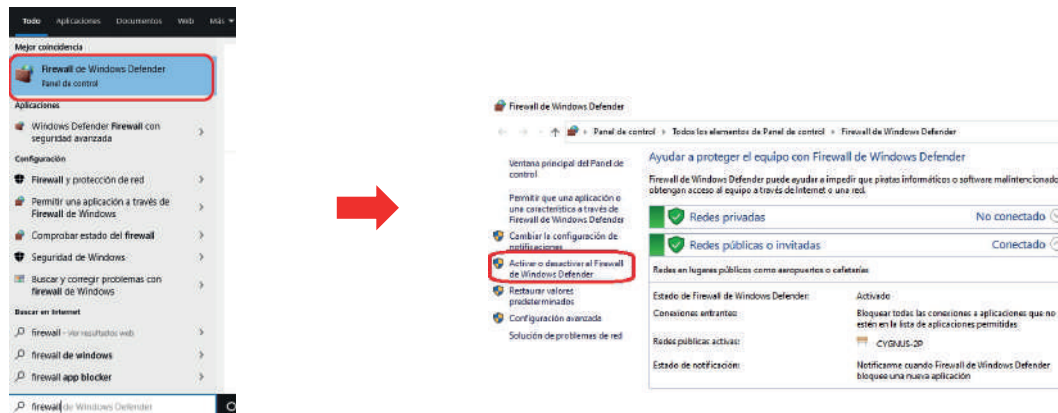 Todo Aplicaciones Documentos Web Más
Mejor coincidencia
Firewall de Windows Defender
Panel de control
Aplicaciones
Windows Defender Firewall con
seguridad avanzada
Configuración
Firewall y protección de red
Permitir una aplicación a través de
Firewall de Windows
Comprobar estado del firewall
Seguridad de Windows
Buscar y corregir problemas con
firewall de Windows
Buscar en Internet
firewall - Ver resultados web
firewall de windows
firewall app blocker
firewall de Windows Defender
Firewall de Windows Defender
Panel de control Todos los elementos de Panel de control Firewall de Windows Defender
Ventana principal del Panel de
control
Permitir que una aplicación o
una característica a través de
Firewall de Windows Defender
Cambiar la configuración de
notificaciones
Activar o desactivar el Firewall
de Windows Defender
Restaurar valores
predeterminados
Configuración avanzada
Solución de problemas de red
Ayudar a proteger el equipo con Firewall de Windows Defender
Firewall de Windows Defender puede ayudar a impedir que piratas informáticos o software malintencionado
obtengan acceso al equipo a través de Internet o una red.
Redes privadas No conectado
Redes públicas o invitadas Conectado
Redes en lugares públicos como aeropuertos o cafeterías
Estado de Firewall de Windows Defender: Activado
Conexiones entrantes: Bloquear todas las conexiones a aplicaciones que no
estén en la lista de aplicaciones permitidas
Redes públicas activas: CYGNUS-2P
Estado de notificación: Notificarme cuando Firewall de Windows Defender
bloquee una nueva aplicación